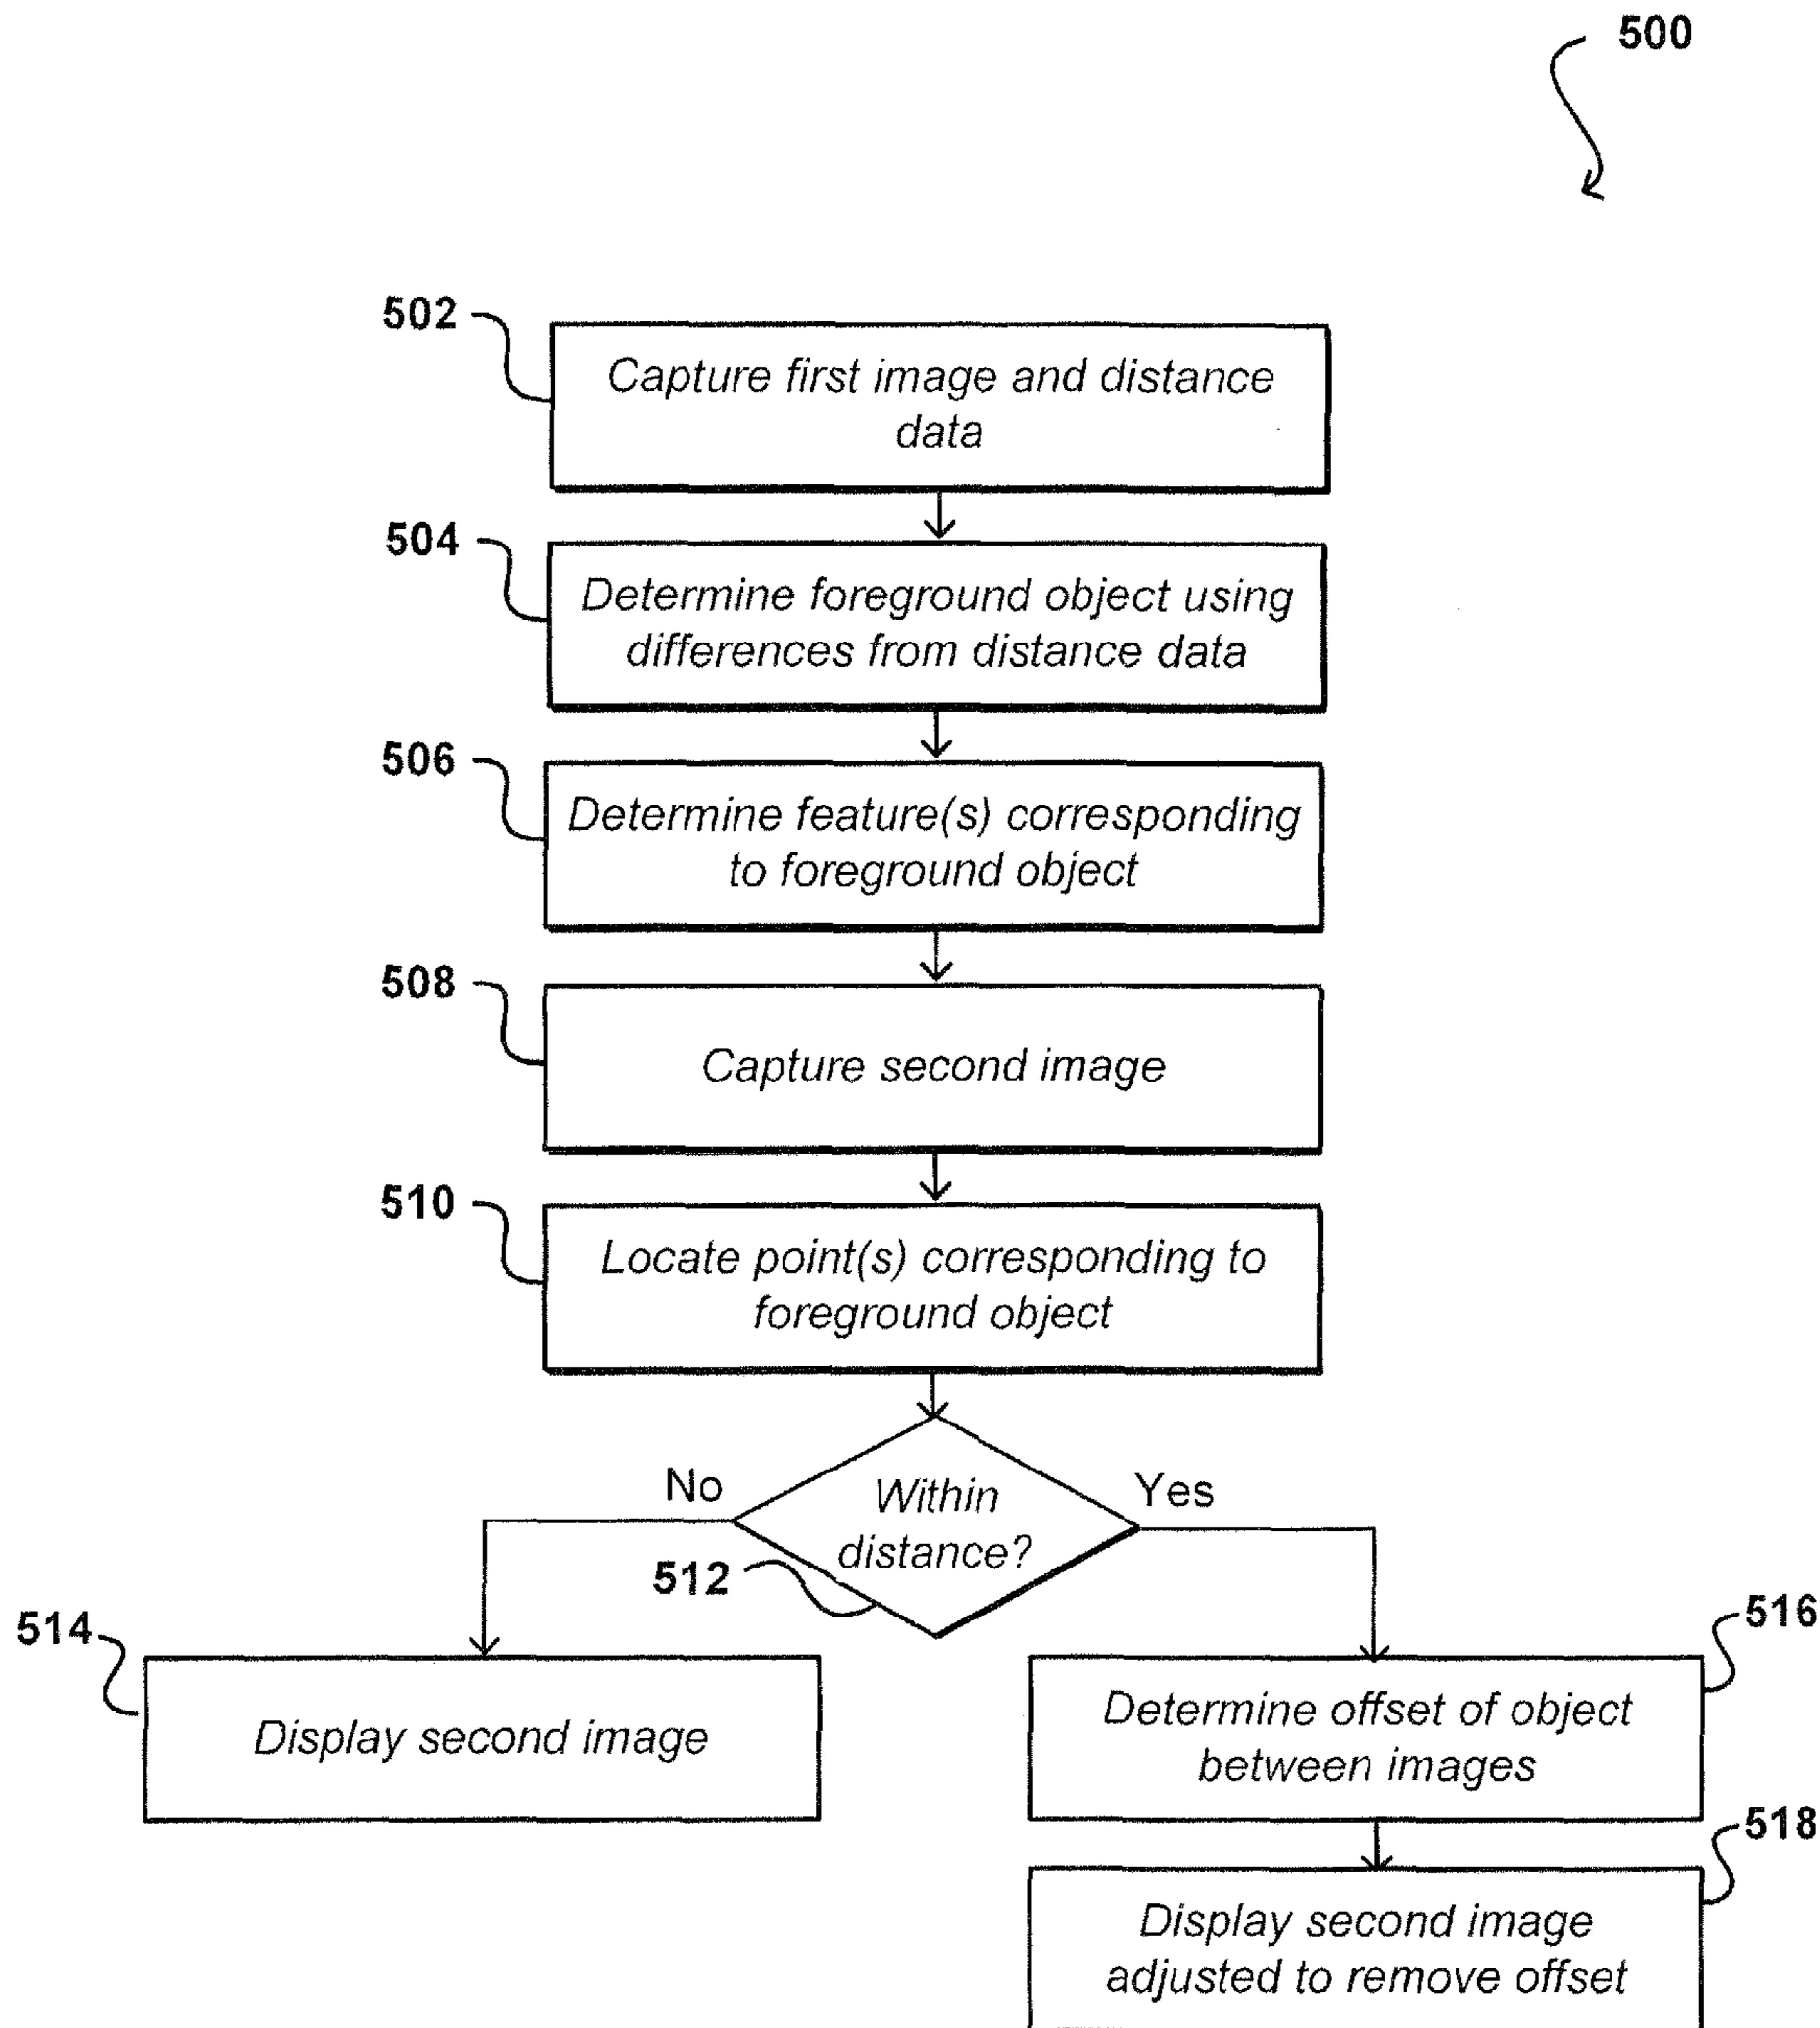 500
502
Capture first image and distance
data
504
Determine foreground object using
differences from distance data
506
Determine feature(s) corresponding
to foreground object
508
Capture second image
510
Locate point(s) corresponding to
foreground object
No
Within
distance?
Yes
512
514
Display second image
516
Determine offset of object
between images
518
Display second image
adjusted to remove offset